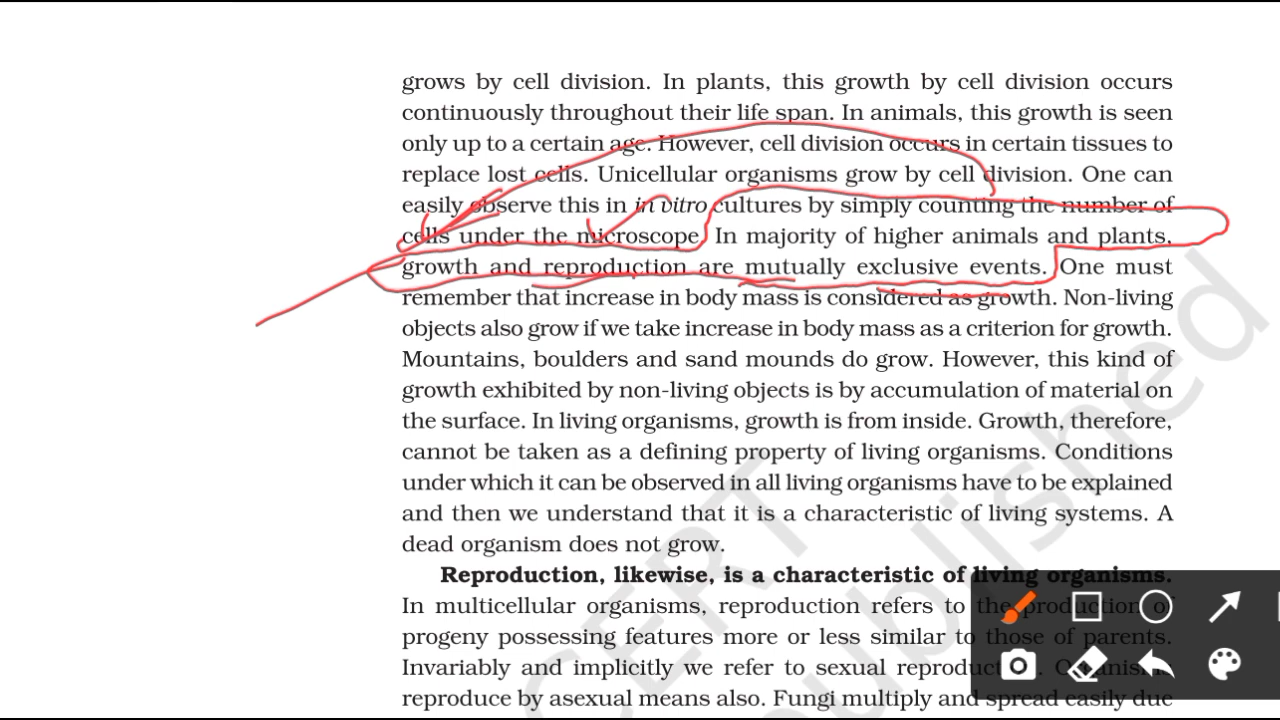 grows by cell division. In plants, this growth by cell division occurs
continuously throughout their life span. In animals, this growth is seen
only up to a certain age. However, cell division occurs in certain tissues to
replace lost cells. Unicellular organisms grow by cell division. One can
easily observe this in in vitro cultures by simply counting the number of
cells under the microscope. In majority of higher animals and plants,
growth and reproduction are mutually exclusive events. One must
remember that increase in body mass is considered as growth. Non-living
objects also grow if we take increase in body mass as a criterion for growth.
Mountains, boulders and sand mounds do grow. However, this kind of
growth exhibited by non-living objects is by accumulation of material on
the surface. In living organisms, growth is from inside. Growth, therefore,
cannot be taken as a defining property of living organisms. Conditions
under which it can be observed in all living organisms have to be explained
and then we understand that it is a characteristic of living systems. A
dead organism does not grow.
Reproduction, likewise, is a characteristic of living organisms.
In multicellular organisms, reproduction refers to the production of
progeny possessing features more or less similar to those of parents.
Invariably and implicitly we refer to sexual reproduction. Organisms
reproduce by asexual means also. Fungi multiply and spread easily due